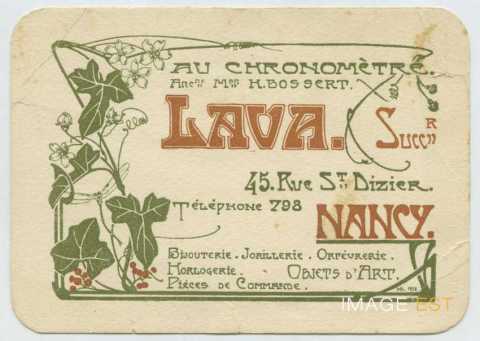 AU CHRONOMÈTRE.
Ancne Mon H. BOSSERT.
LAVA. Succr
45. Rue St Dizier.
Téléphone 798
NANCY.
Bijouterie. Joaillerie. Orfèvrerie.
Horlogerie. Objets d'Art.
Pièces de Commande.
IMAGE'EST